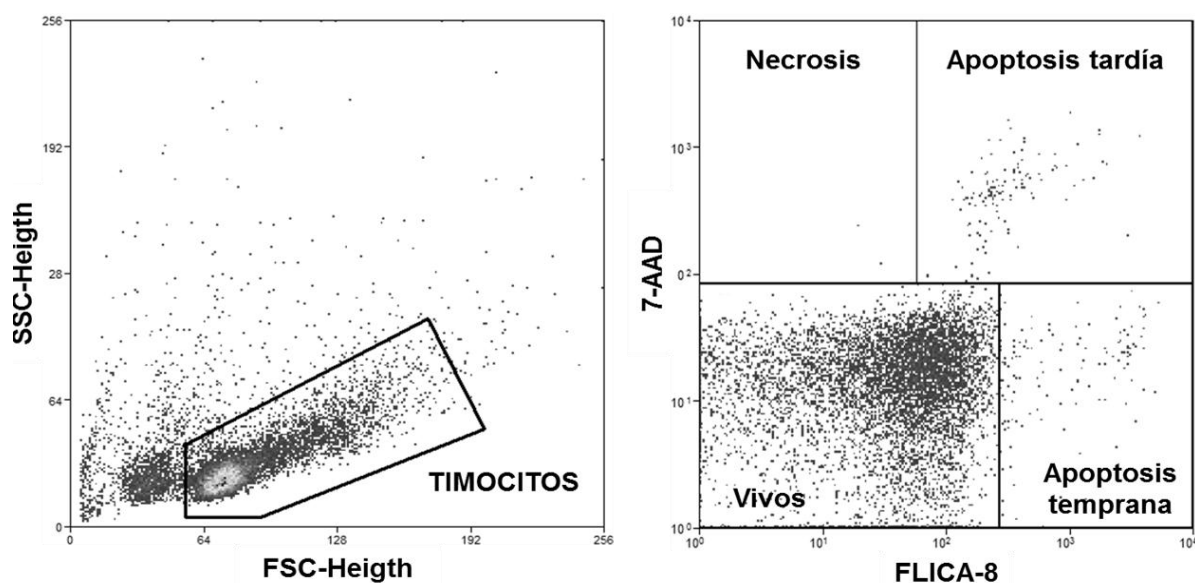 256
192
28
64
0
SSC-Heigth
TIMOCITOS
0 64 128 192 256
FSC-Heigth
10⁴
10³
0²
10¹
10⁰
7-AAD
Necrosis
Apoptosis tardía
Vivos
Apoptosis
temprana
10⁰ 10¹ 10² 10³ 10⁴
FLICA-8